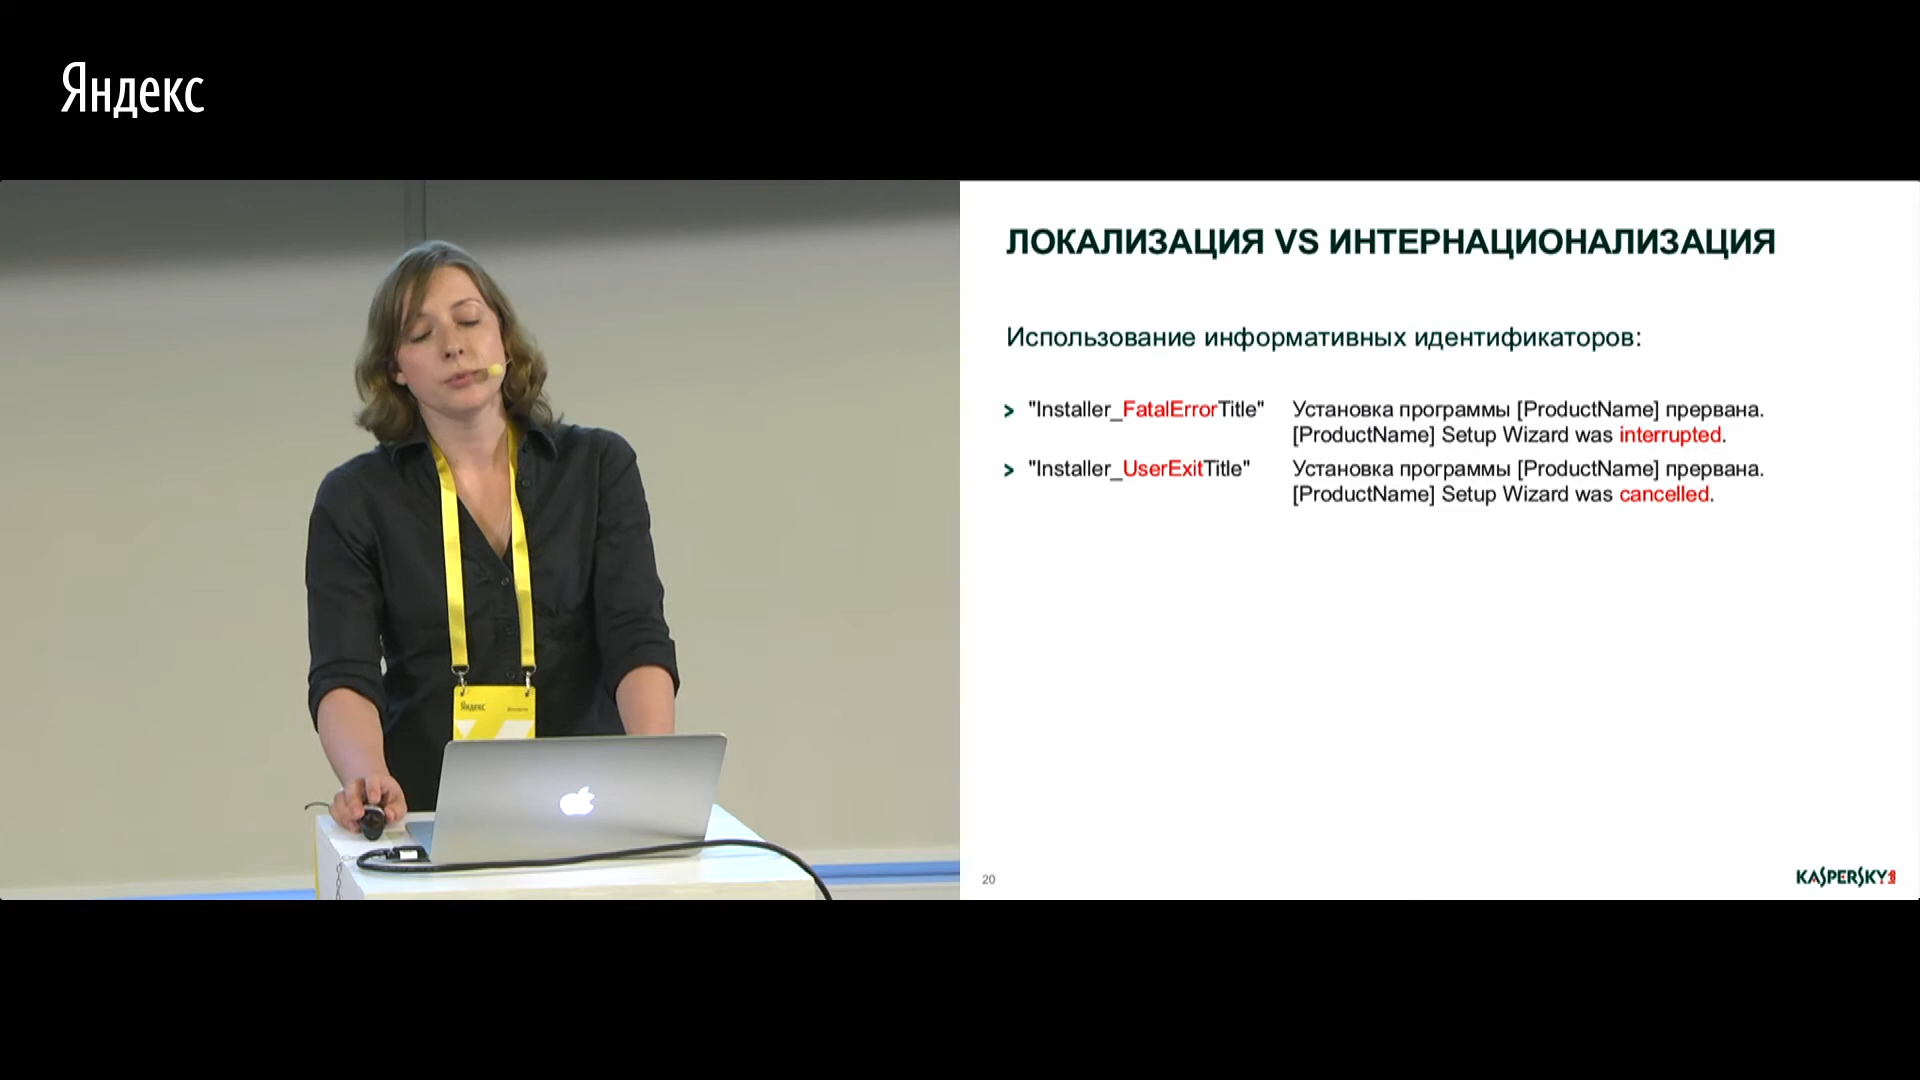 Яндекс
ЛОКАЛИЗАЦИЯ VS ИНТЕРНАЦИОНАЛИЗАЦИЯ
Использование информативных идентификаторов:
"Installer_FatalErrorTitle" Установка программы [ProductName] прервана.
[ProductName] Setup Wizard was interrupted.
"Installer_UserExitTitle" Установка программы [ProductName] прервана.
[ProductName] Setup Wizard was cancelled.
20
KASPERSKY
Яндекс